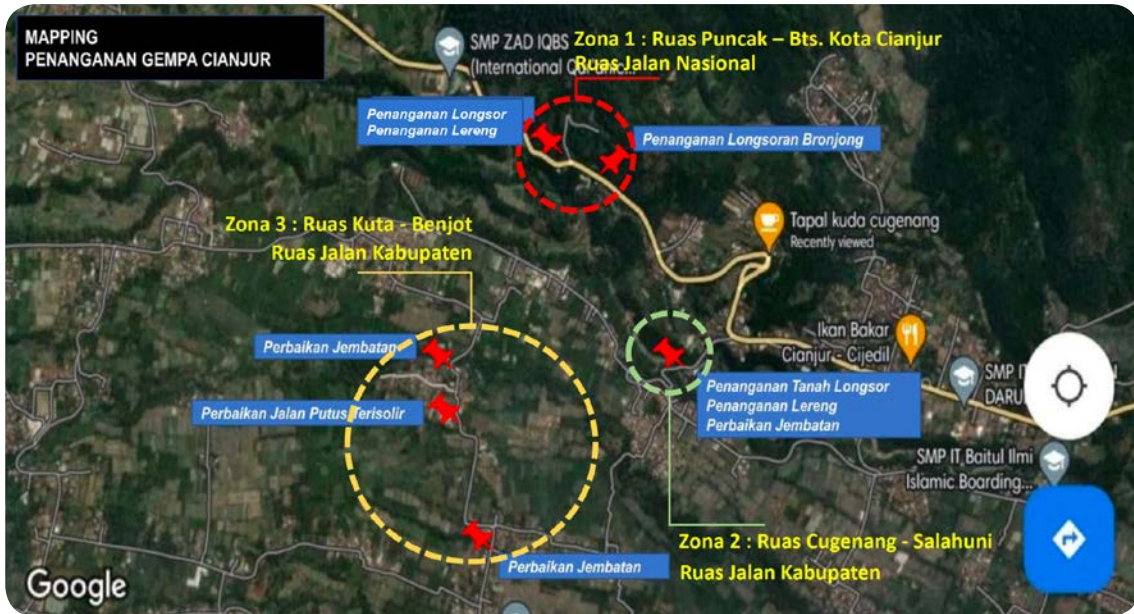 MAPPING
PENANGANAN GEMPA CIANJUR
SMP ZAD IQBS
(International Qur'anic...
Zona 1 : Ruas Puncak – Bts. Kota Cianjur
Ruas Jalan Nasional
Penanganan Longsor
Penanganan Lereng
Penanganan Longsoran Bronjong
Zona 3 : Ruas Kuta - Benjot
Ruas Jalan Kabupaten
Tapal kuda cugenang
Recently viewed
Perbaikan Jembatan
Perbaikan Jalan Putus Terisolir
Ikan Bakar
Cianjur - Cijedil
Penanganan Tanah Longsor
Penanganan Lereng
Perbaikan Jembatan
SMP IT
DARU
SMP IT Baitul Ilmi
Islamic Boarding...
Zona 2 : Ruas Cugenang - Salahuni
Ruas Jalan Kabupaten
Perbaikan Jembatan
Google